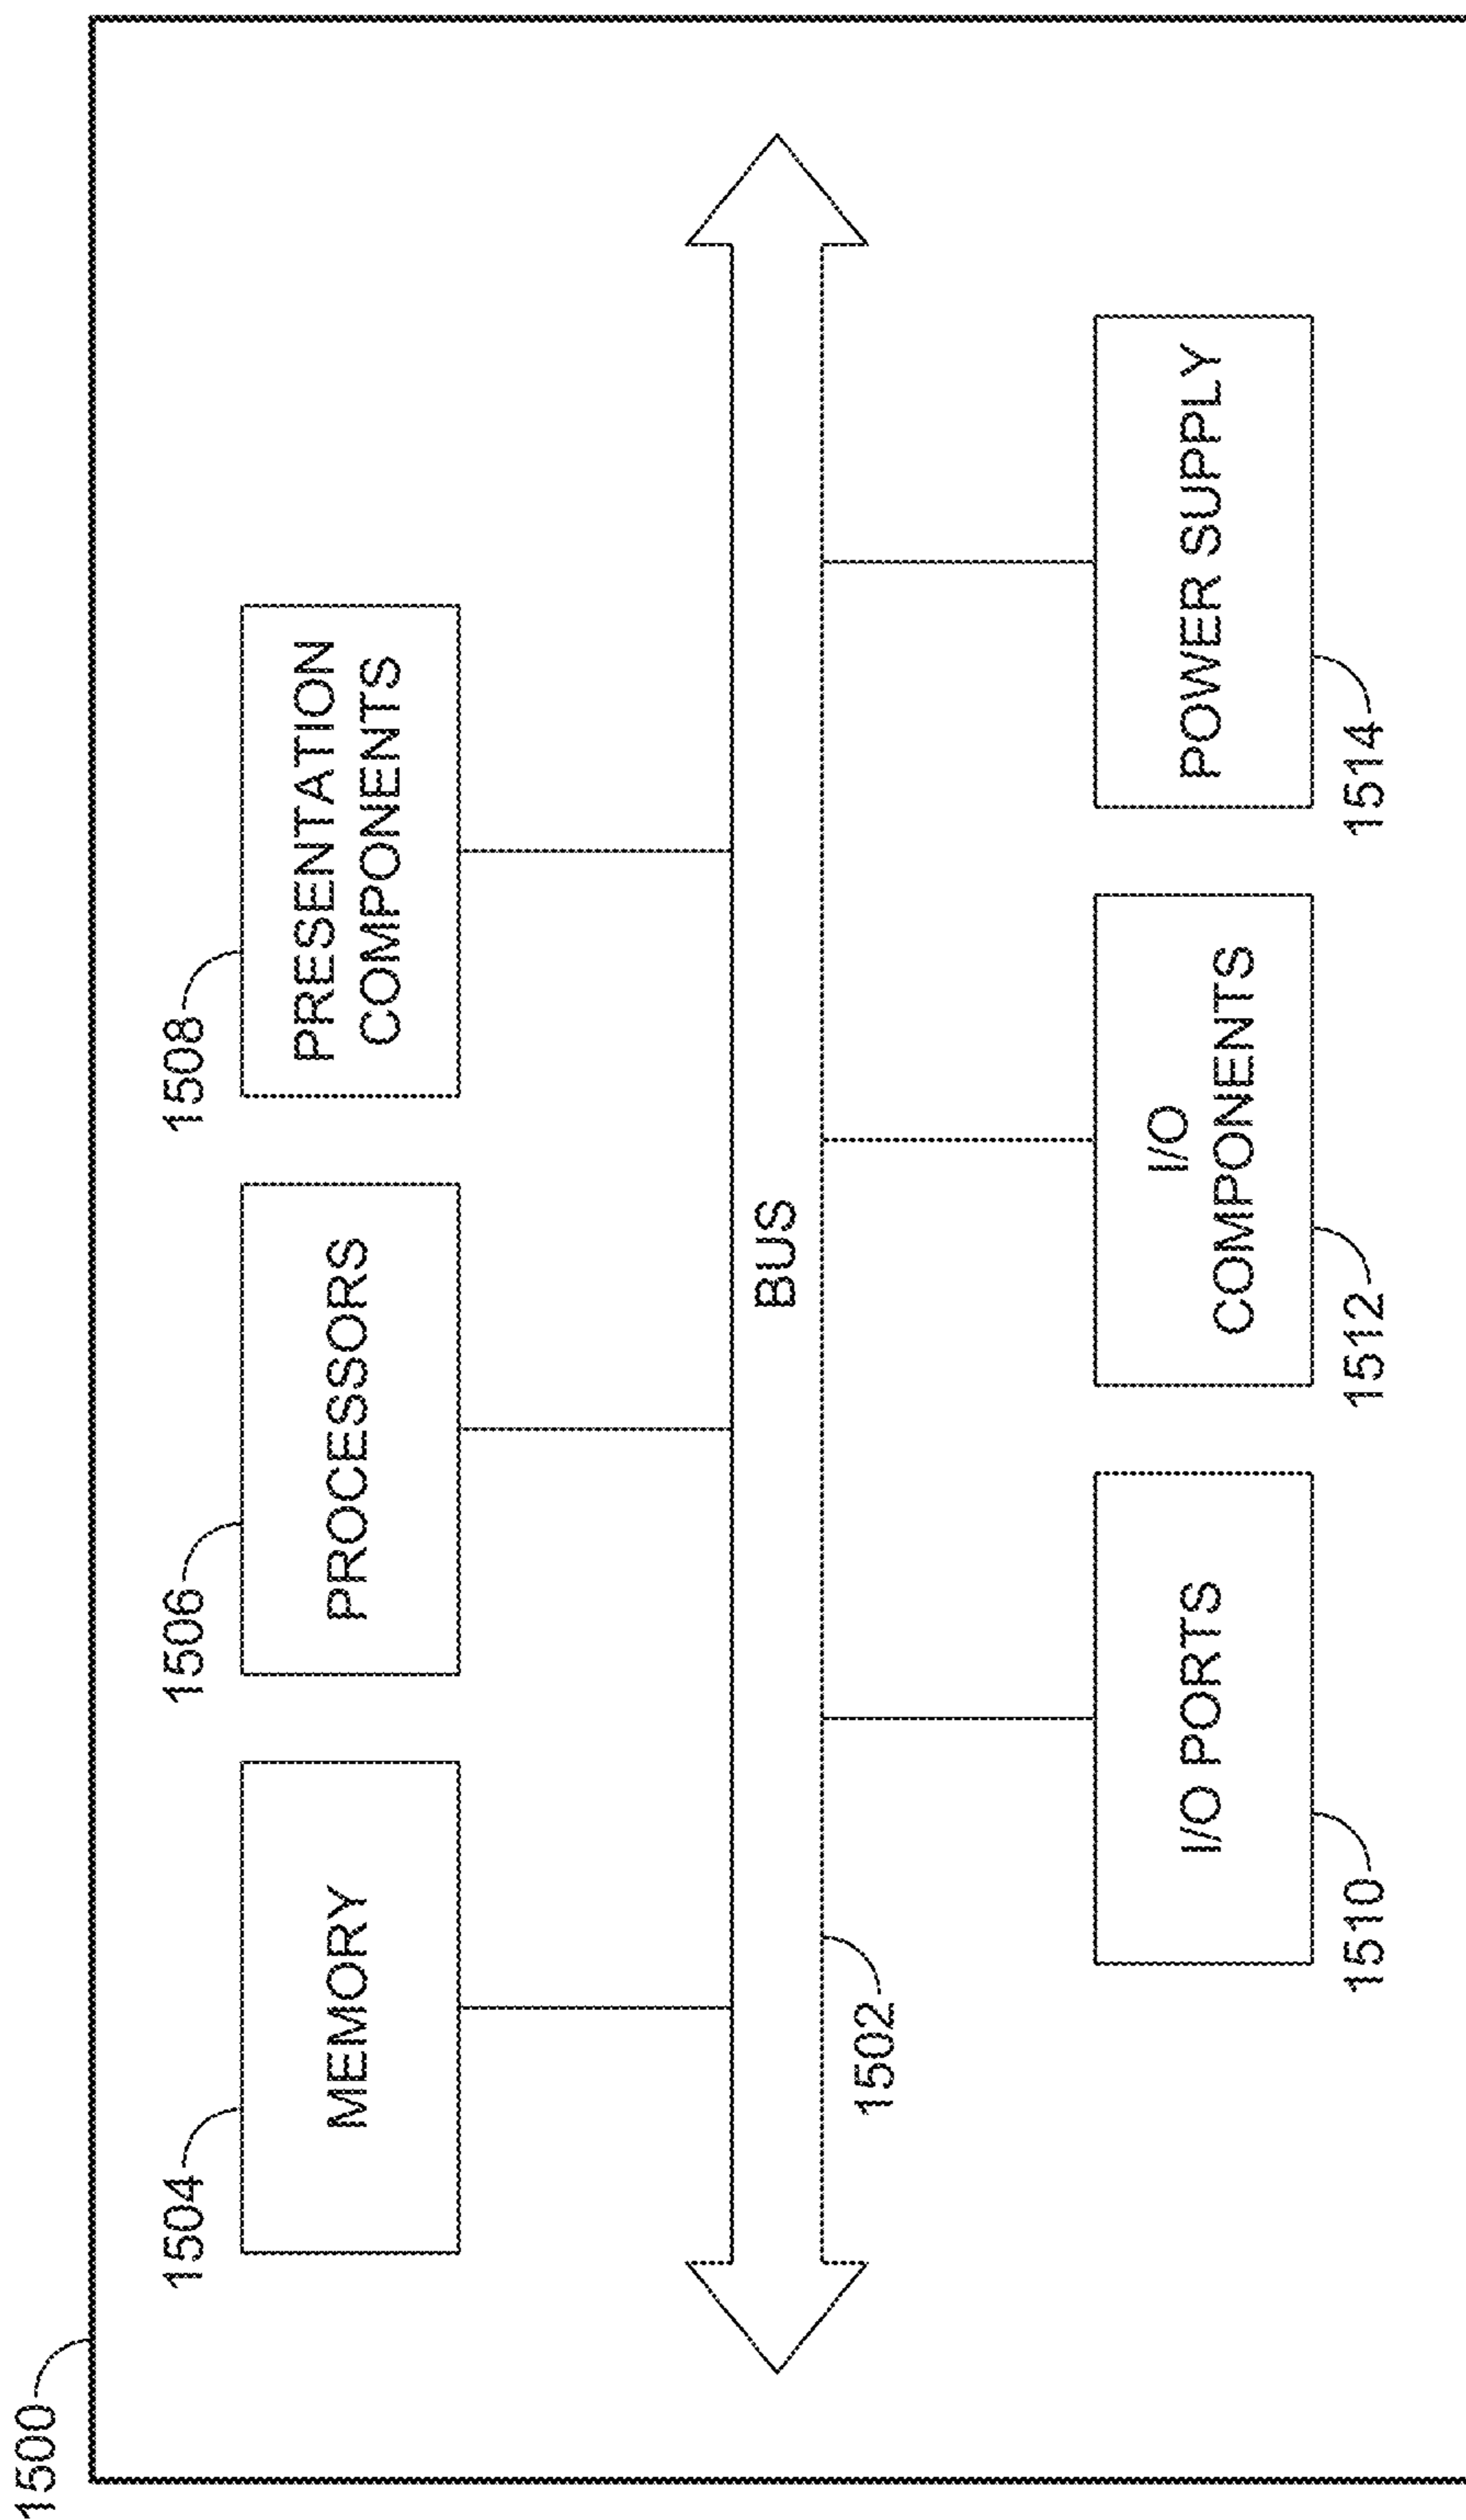 1500
1504
MEMORY
1506
PROCESSORS
1508
PRESENTATION
COMPONENTS
BUS
1502
I/O PORTS
1510
I/O
COMPONENTS
1512
POWER SUPPLY
1514